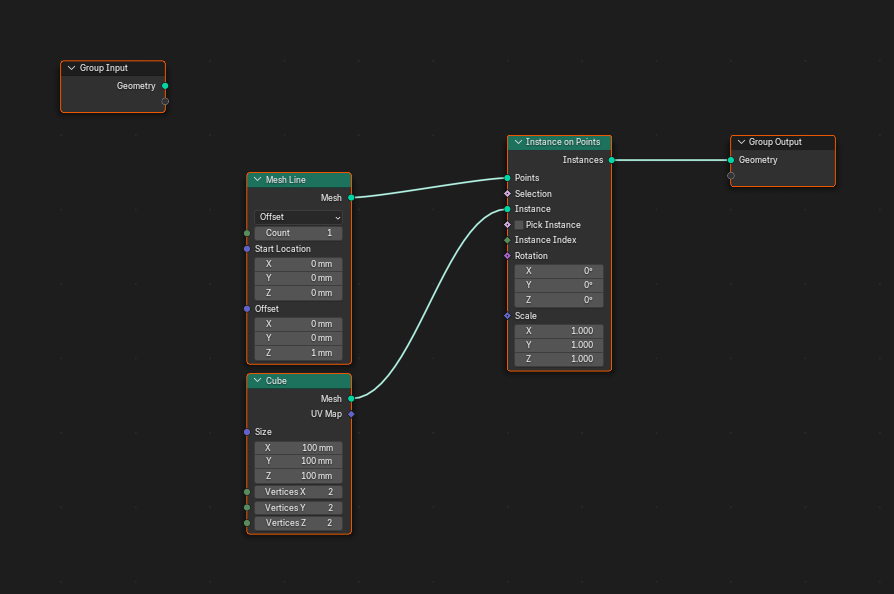 Group Input
Geometry
Mesh Line
Mesh
Offset
Count 1
Start Location
X 0 mm
Y 0 mm
Z 0 mm
Offset
X 0 mm
Y 0 mm
Z 1 mm
Cube
Mesh
UV Map
Size
X 100 mm
Y 100 mm
Z 100 mm
Vertices X 2
Vertices Y 2
Vertices Z 2
Instance on Points
Instances
Points
Selection
Instance
Pick Instance
Instance Index
Rotation
X 0°
Y 0°
Z 0°
Scale
X 1.000
Y 1.000
Z 1.000
Group Output
Geometry